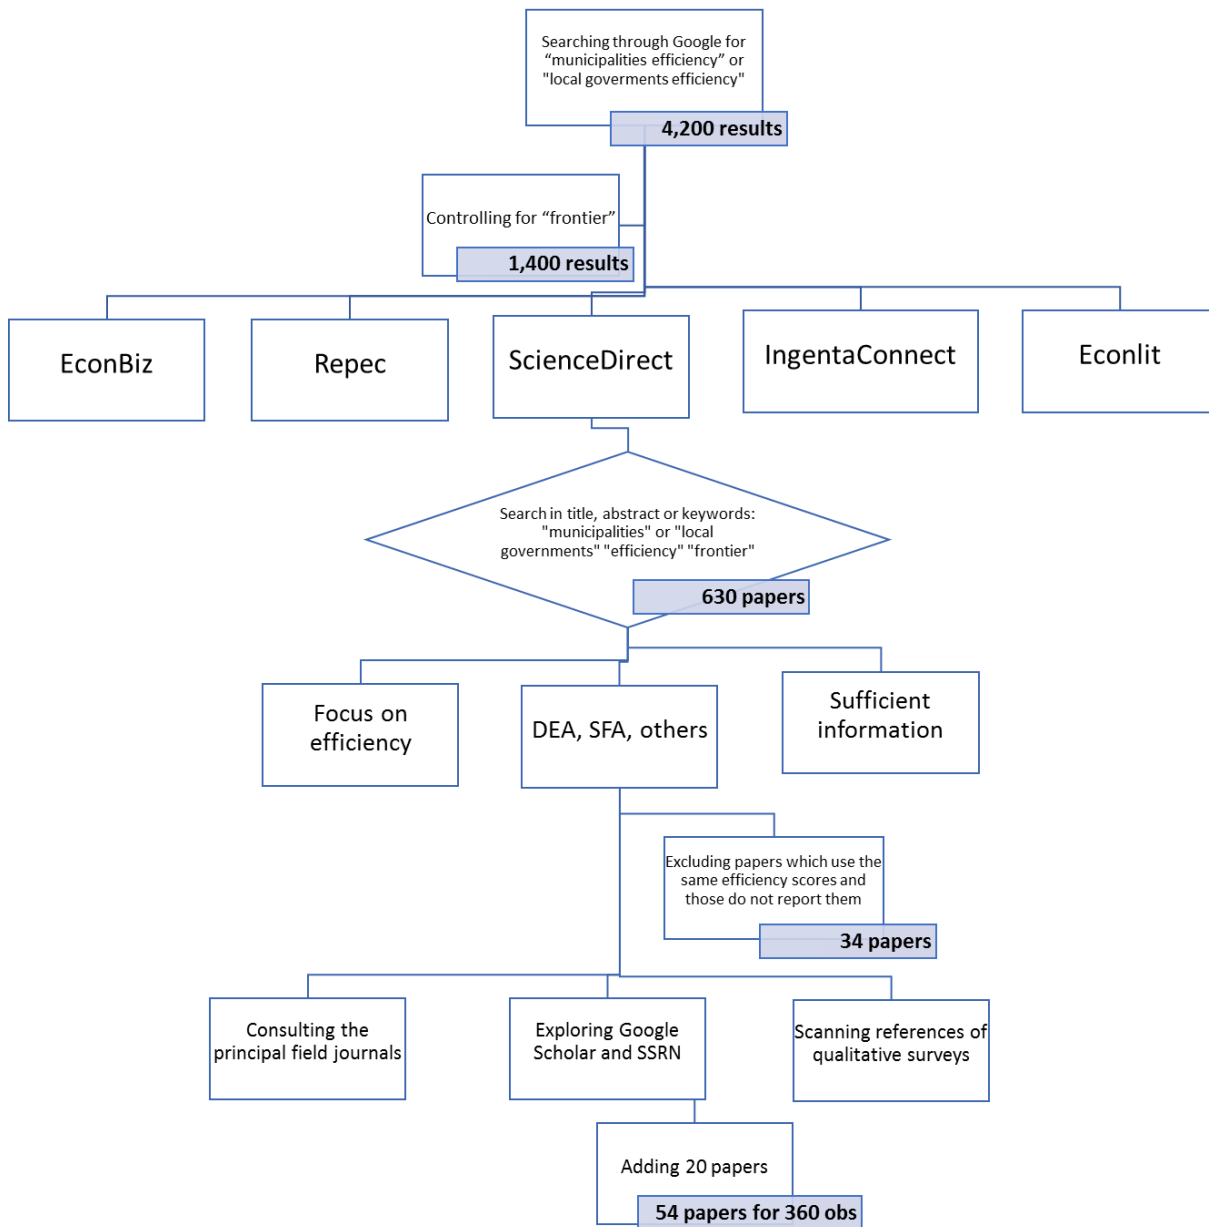 Searching through Google for
“municipalities efficiency” or
"local goverments efficiency"
4,200 results
Controlling for “frontier”
1,400 results
EconBiz
Repec
ScienceDirect
IngentaConnect
Econlit
Search in title, abstract or keywords:
"municipalities" or "local
governments" "efficiency" "frontier"
630 papers
Focus on
efficiency
DEA, SFA, others
Sufficient
information
Excluding papers which use the
same efficiency scores and
those do not report them
34 papers
Consulting the
principal field journals
Exploring Google
Scholar and SSRN
Scanning references of
qualitative surveys
Adding 20 papers
54 papers for 360 obs